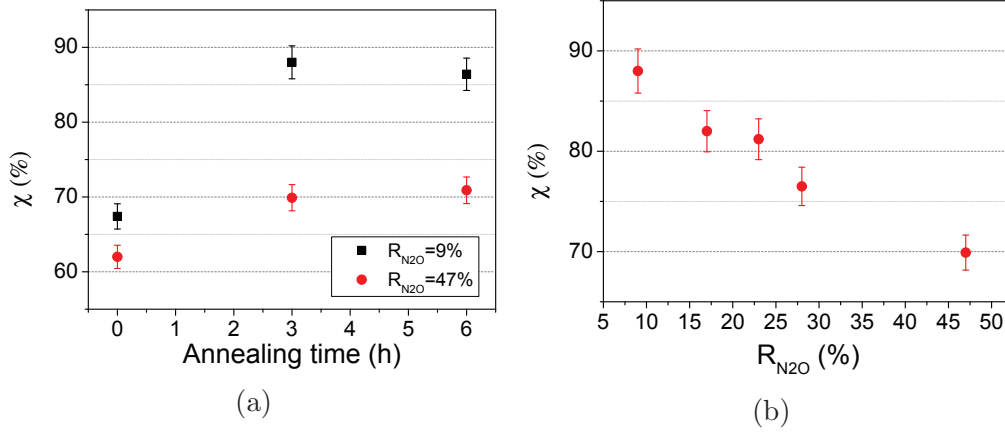 90
80
70
60
χ (%)
0 1 2 3 4 5 6
Annealing time (h)
R_N2O=9%
R_N2O=47%
(a)
90
80
70
χ (%)
5 10 15 20 25 30 35 40 45 50
R_N2O (%)
(b)